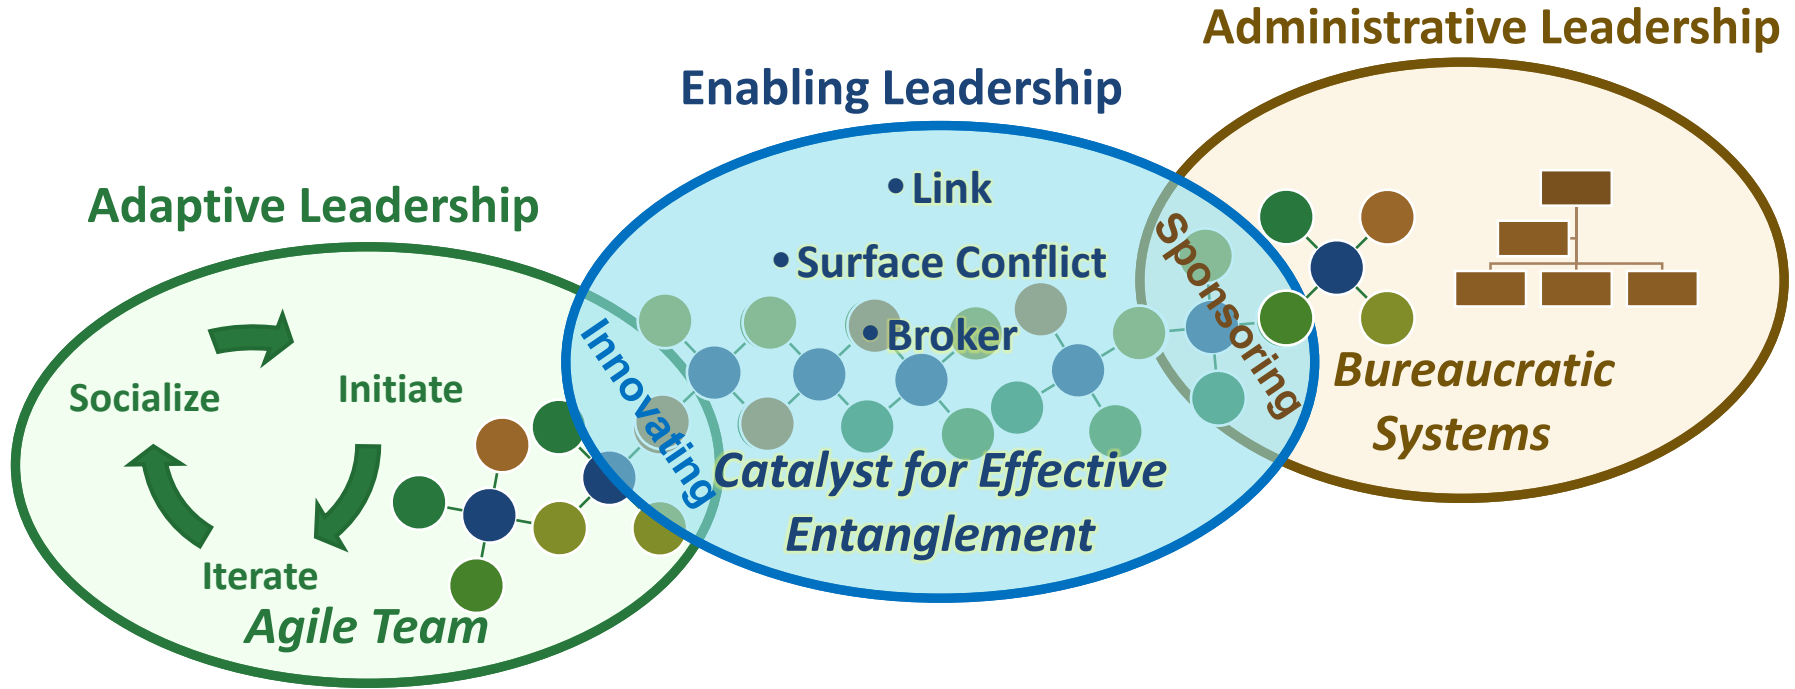 Administrative Leadership
Enabling Leadership
Adaptive Leadership
• Link
• Surface Conflict
• Broker
Sponsoring
Innovating
Socialize
Initiate
Iterate
Agile Team
Catalyst for Effective
Entanglement
Bureaucratic
Systems